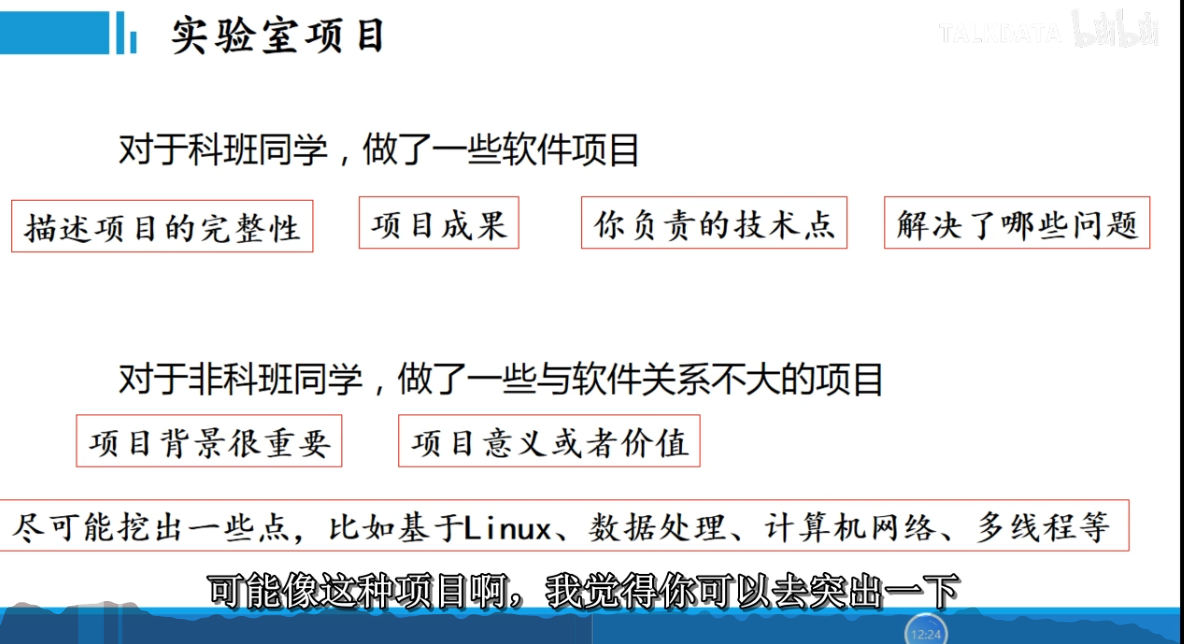 实验室项目
TALKDATA bilibili
对于科班同学，做了一些软件项目
描述项目的完整性 项目成果 你负责的技术点 解决了哪些问题
对于非科班同学，做了一些与软件关系不大的项目
项目背景很重要 项目意义或者价值
尽可能挖出一些点，比如基于Linux、数据处理、计算机网络、多线程等
可能像这种项目啊，我觉得你可以去突出一下
12:24